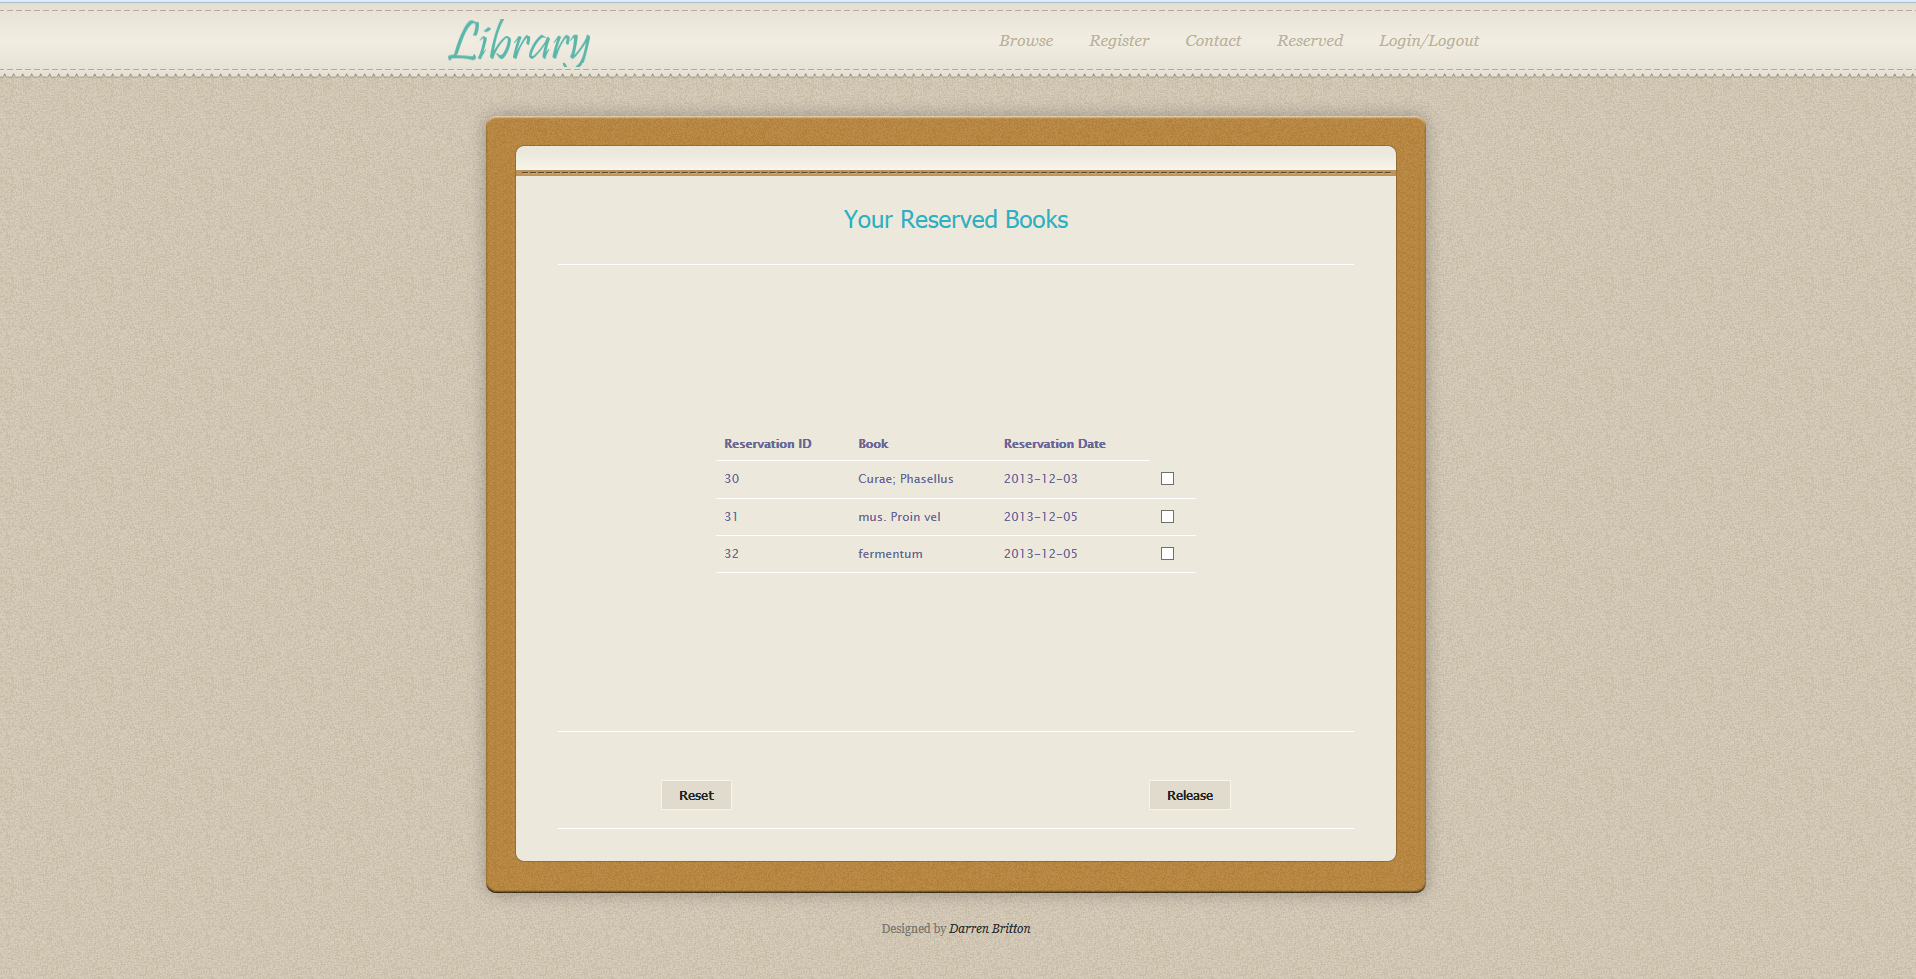 Library
Browse Register Contact Reserved Login/Logout
Your Reserved Books
Reservation ID Book Reservation Date
30 Curae; Phasellus 2013-12-03
31 mus. Proin vel 2013-12-05
32 fermentum 2013-12-05
Reset Release
Designed by Darren Britton